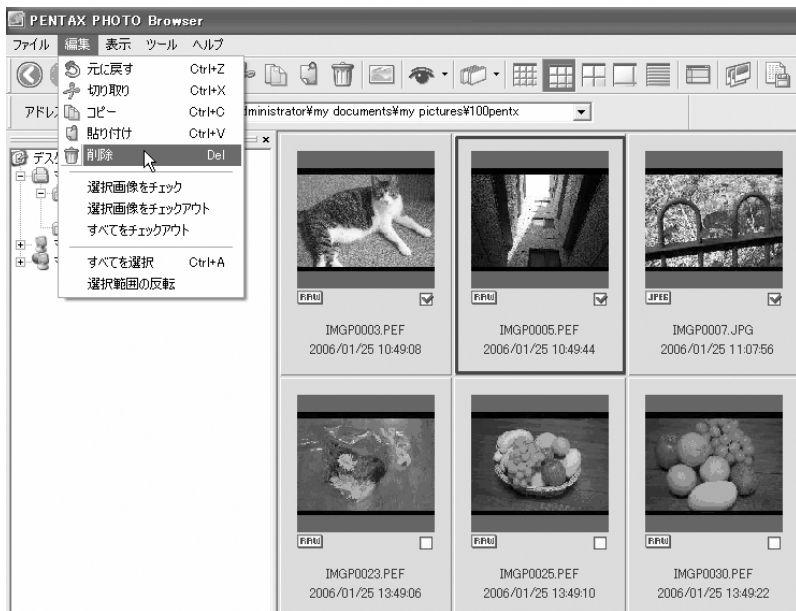 PENTAX PHOTO Browser
ファイル 編集 表示 ツール ヘルプ
元に戻す Ctrl+Z
切り取り Ctrl+X
コピー Ctrl+C
貼り付け Ctrl+V
削除 Del
選択画像をチェック
選択画像をチェックアウト
すべてをチェックアウト
すべてを選択 Ctrl+A
選択範囲の反転
dministrator¥my documents¥my pictures¥100pentx
RAW
RAW
JPEG
IMGP0003.PEF
2006/01/25 10:49:08
IMGP0005.PEF
2006/01/25 10:49:44
IMGP0007.JPG
2006/01/25 11:07:56
RAW
RAW
RAW
IMGP0023.PEF
2006/01/25 13:49:06
IMGP0025.PEF
2006/01/25 13:49:10
IMGP0030.PEF
2006/01/25 13:49:22